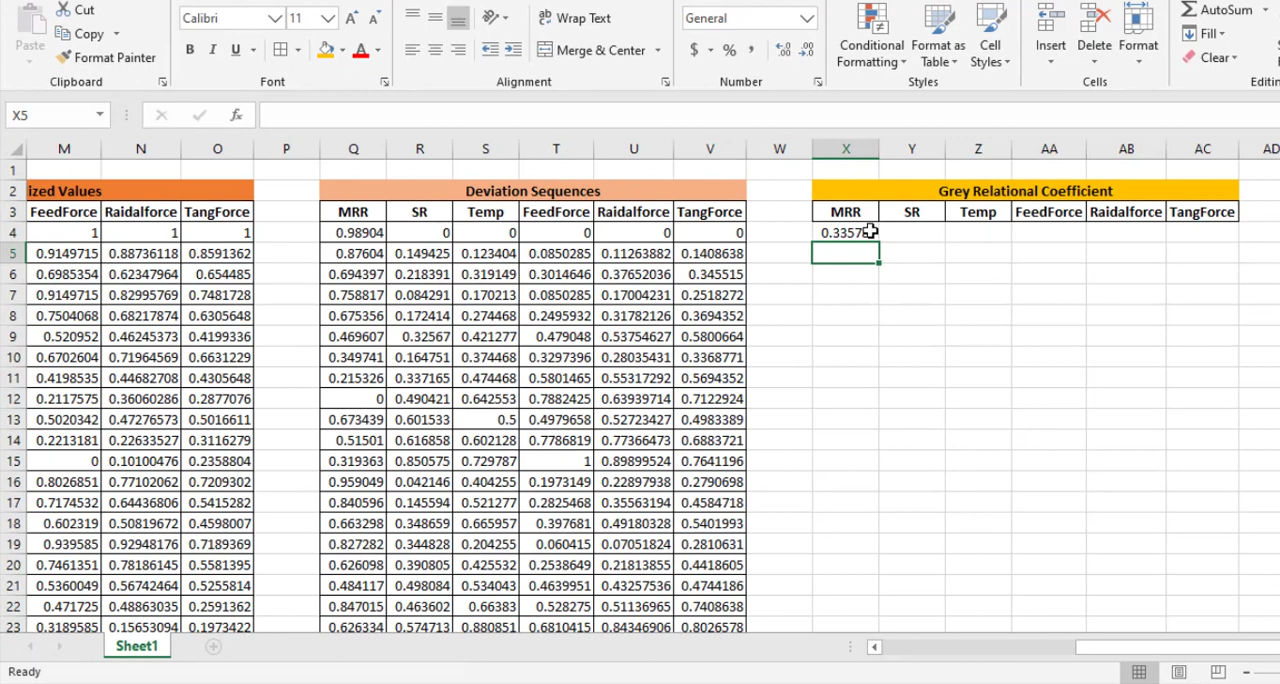 Cut Calibri 11 A A Wrap Text General AutoSum
Paste Copy B I U A Merge & Center $ % , Conditional Formatting Format as Table Cell Styles Insert Delete Format Fill
Format Painter Clear
Clipboard Font Alignment Number Styles Cells
X5 fx
M N O P Q R S T U V W X Y Z AA AB AC
1
2 ized Values Deviation Sequences Grey Relational Coefficient
3 FeedForce Raidalforce TangForce MRR SR Temp FeedForce Raidalforce TangForce MRR SR Temp FeedForce Raidalforce TangForce
4 1 1 1 0.98904 0 0 0 0 0 0.3357
5 0.9149715 0.88736118 0.8591362 0.87604 0.149425 0.123404 0.0850285 0.11263882 0.1408638
6 0.6985354 0.62347964 0.654485 0.694397 0.218391 0.319149 0.3014646 0.37652036 0.345515
7 0.9149715 0.82995769 0.7481728 0.758817 0.084291 0.170213 0.0850285 0.17004231 0.2518272
8 0.7504068 0.68217874 0.6305648 0.675356 0.172414 0.274468 0.2495932 0.31782126 0.3694352
9 0.520952 0.46245373 0.4199336 0.469607 0.32567 0.421277 0.479048 0.53754627 0.5800664
10 0.6702604 0.71964569 0.6631229 0.349741 0.164751 0.374468 0.3297396 0.28035431 0.3368771
11 0.4198535 0.44682708 0.4305648 0.215326 0.337165 0.474468 0.5801465 0.55317292 0.5694352
12 0.2117575 0.36060286 0.2877076 0 0.490421 0.642553 0.7882425 0.63939714 0.7122924
13 0.5020342 0.47276573 0.5016611 0.673439 0.601533 0.5 0.4979658 0.52723427 0.4983389
14 0.2213181 0.22633527 0.3116279 0.51501 0.616858 0.602128 0.7786819 0.77366473 0.6883721
15 0 0.10100476 0.2358804 0.319363 0.850575 0.729787 1 0.89899524 0.7641196
16 0.8026851 0.77102062 0.7209302 0.959049 0.042146 0.404255 0.1973149 0.22897938 0.2790698
17 0.7174532 0.64436806 0.5415282 0.840596 0.145594 0.521277 0.2825468 0.35563194 0.4584718
18 0.602319 0.50819672 0.4598007 0.663298 0.348659 0.665957 0.397681 0.49180328 0.5401993
19 0.939585 0.92948176 0.7189369 0.827282 0.344828 0.204255 0.060415 0.07051824 0.2810631
20 0.7461351 0.78186145 0.5581395 0.626098 0.390805 0.425532 0.2538649 0.21813855 0.4418605
21 0.5360049 0.56742464 0.5255814 0.484117 0.498084 0.534043 0.4639951 0.43257536 0.4744186
22 0.471725 0.48863035 0.2591362 0.847015 0.463602 0.66383 0.528275 0.51136965 0.7408638
23 0.3189585 0.15653094 0.1973422 0.626334 0.574713 0.880851 0.6810415 0.84346906 0.8026578
Sheet1
Ready